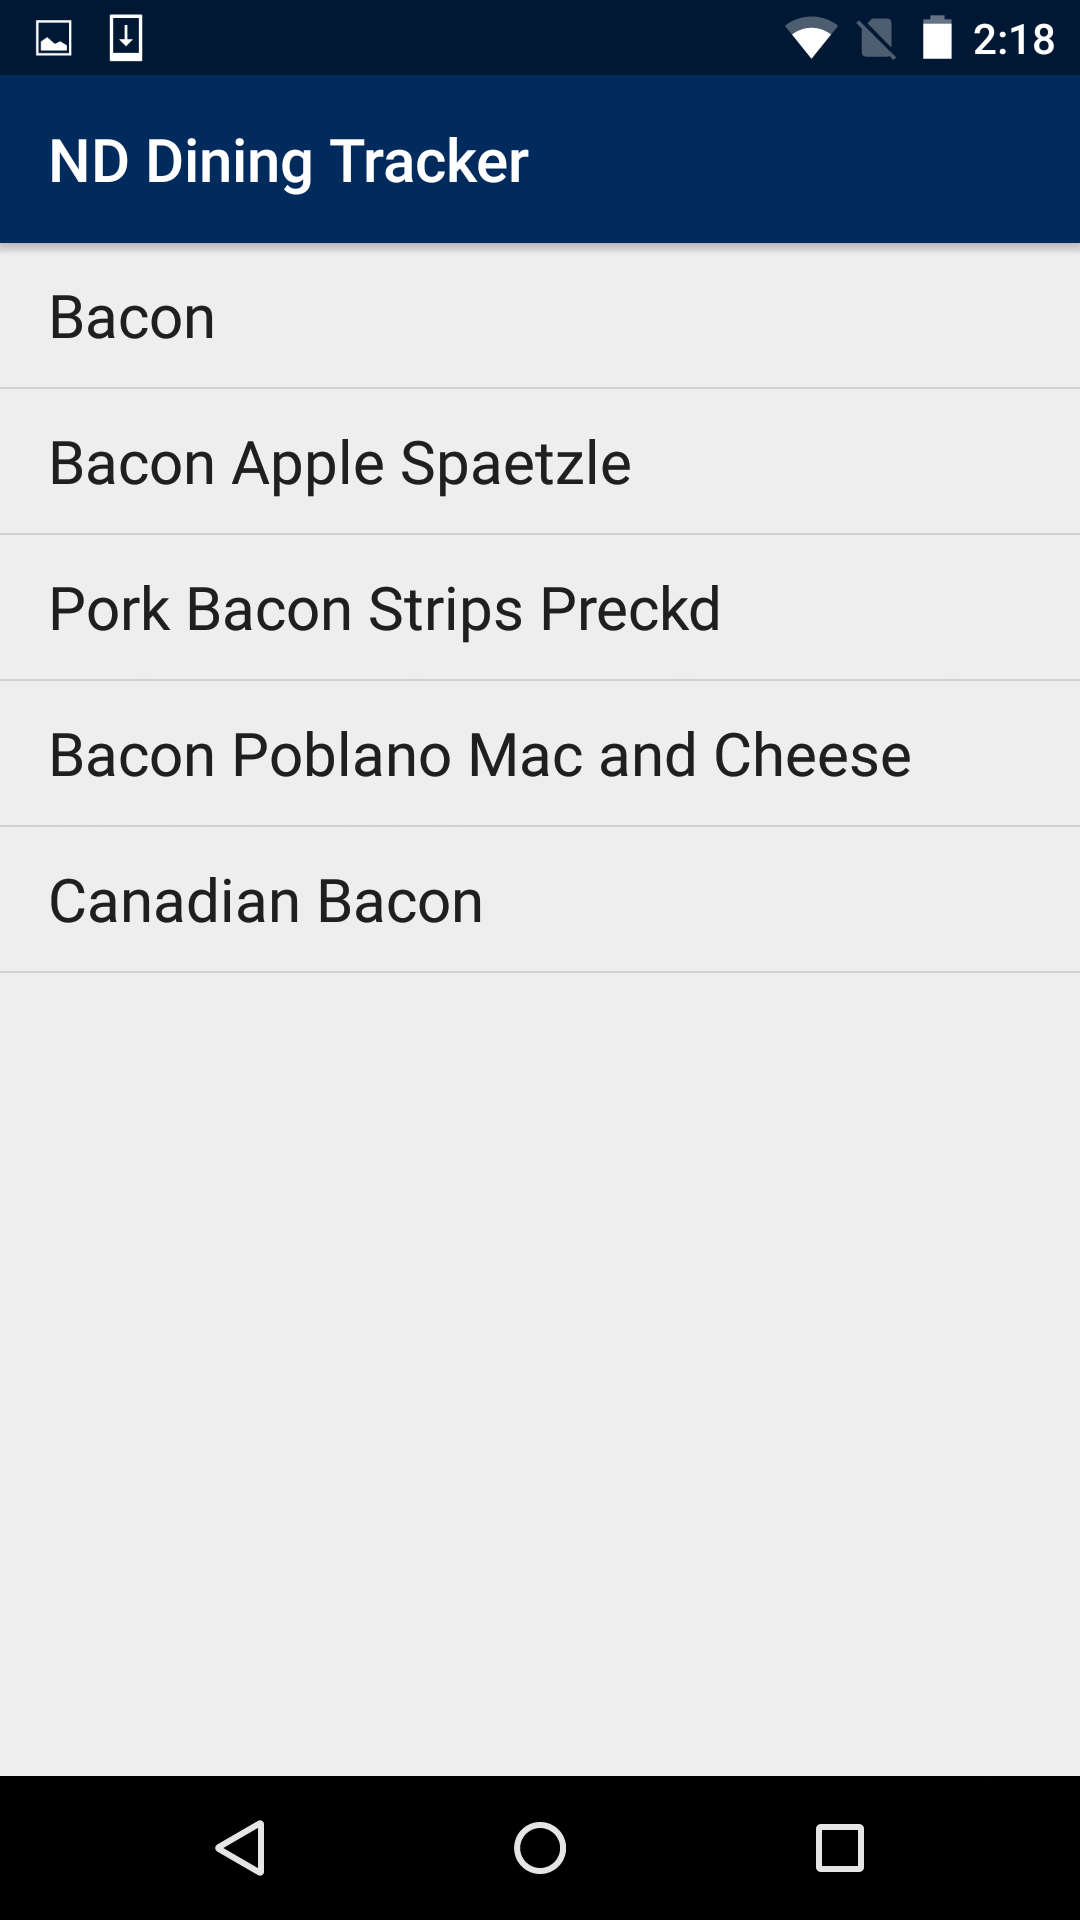 2:18
ND Dining Tracker
Bacon
Bacon Apple Spaetzle
Pork Bacon Strips Preckd
Bacon Poblano Mac and Cheese
Canadian Bacon